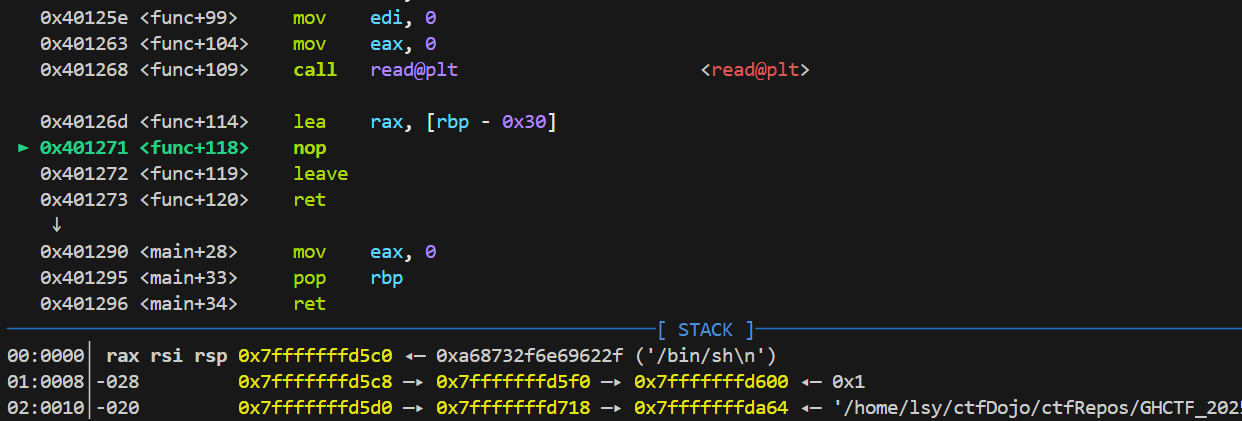 0x40125e <func+99> mov edi, 0
0x401263 <func+104> mov eax, 0
0x401268 <func+109> call read@plt <read@plt>
0x40126d <func+114> lea rax, [rbp - 0x30]
► 0x401271 <func+118> nop
0x401272 <func+119> leave
0x401273 <func+120> ret
↓
0x401290 <main+28> mov eax, 0
0x401295 <main+33> pop rbp
0x401296 <main+34> ret
[ STACK ]
00:0000│ rax rsi rsp 0x7fffffffd5c0 ◂— 0xa68732f6e69622f ('/bin/sh\n')
01:0008│-028 0x7fffffffd5c8 —▸ 0x7fffffffd5f0 —▸ 0x7fffffffd600 ◂— 0x1
02:0010│-020 0x7fffffffd5d0 —▸ 0x7fffffffd718 —▸ 0x7fffffffda64 ◂— '/home/lsy/ctfDojo/ctfRepos/GHCTF_2025